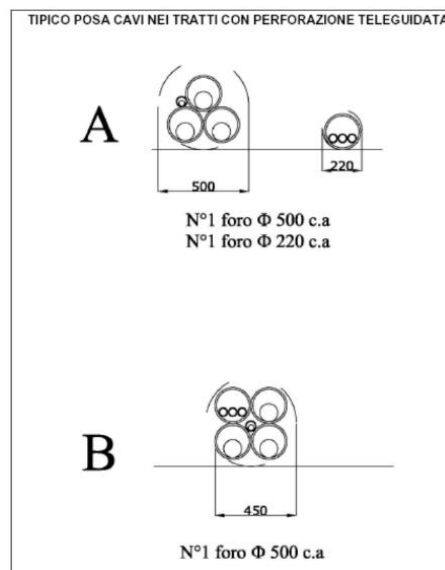 TIPICO POSA CAVI NEI TRATTI CON PERFORAZIONE TELEGUIDATA
A
500
220
N°1 foro Φ 500 c.a
N°1 foro Φ 220 c.a
B
450
N°1 foro Φ 500 c.a